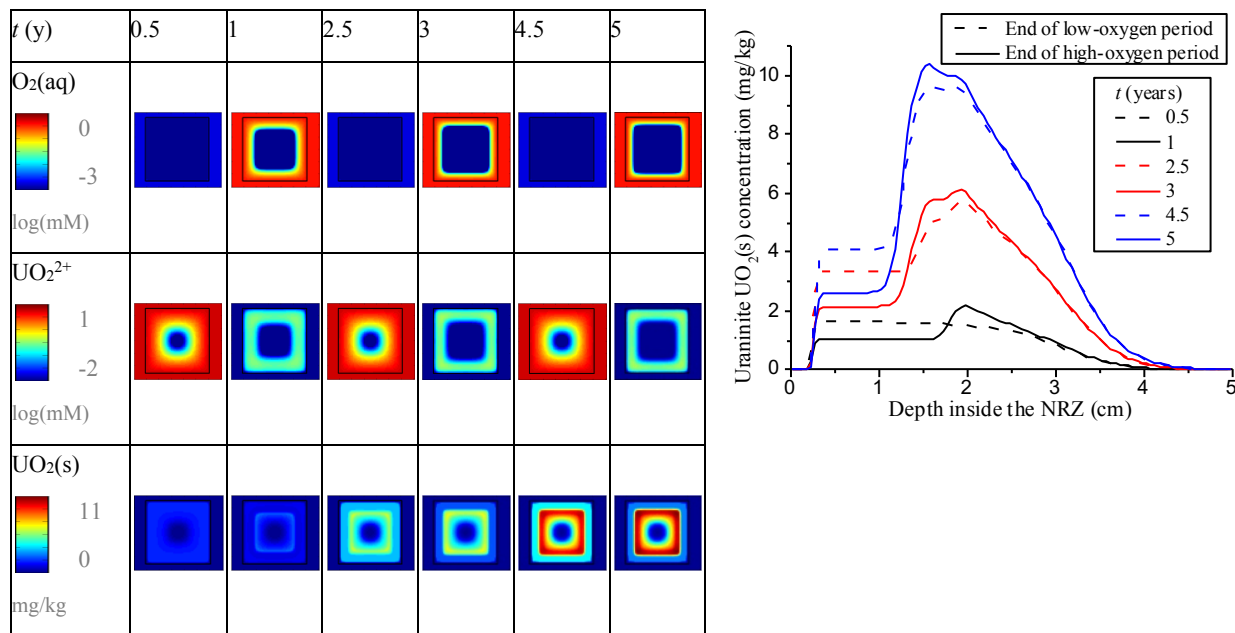 t (y) 0.5 1 2.5 3 4.5 5
O₂(aq)
0
-3
log(mM)
UO₂²⁺
1
-2
log(mM)
UO₂(s)
11
0
mg/kg
End of low-oxygen period
End of high-oxygen period
t (years)
0.5
1
2.5
3
4.5
5
Uraninite UO₂(s) concentration (mg/kg)
10
8
6
4
2
0
0 1 2 3 4 5
Depth inside the NRZ (cm)